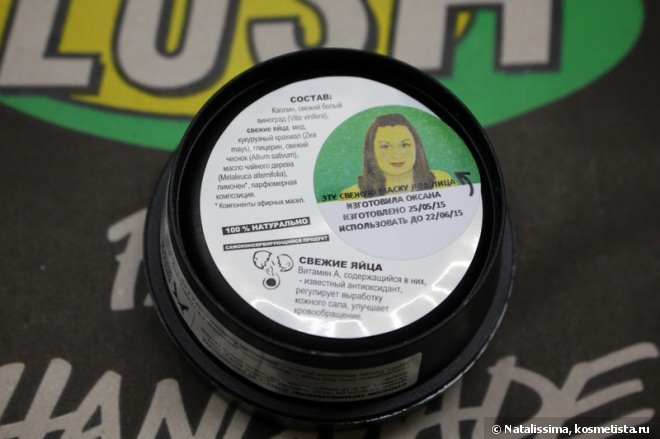 LUSH
СОСТАВ:
Каолин, свежий белый
виноград (Vitis vinifera),
свежие яйца, мед,
кукурузный крахмал (Zea
mays), глицерин, свежий
чеснок (Allium sativum),
масло чайного дерева
(Melaleuca alternifolia),
лимонен*, парфюмерная
композиция.
* Компоненты эфирных масел.
ЭТУ СВЕЖУЮ МАСКУ ДЛЯ ЛИЦА
ИЗГОТОВИЛА ОКСАНА
ИЗГОТОВЛЕНО 25/05/15
ИСПОЛЬЗОВАТЬ ДО 22/06/15
100 % НАТУРАЛЬНО
САМОКОНСЕРВИРУЮЩИЙСЯ ПРОДУКТ
СВЕЖИЕ ЯЙЦА
Витамин А, содержащийся в них,
- известный антиоксидант,
регулирует выработку
кожного сала, улучшает
кровообращение.
HANDMADE
© Natalissima, kosmetista.ru